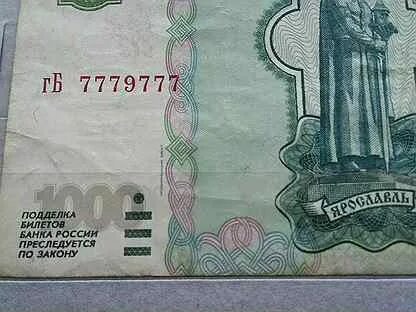 гБ 7779777
ЯРОСЛАВЛЬ
1000
ПОДДЕЛКА
БИЛЕТОВ
БАНКА РОССИИ
ПРЕСЛЕДУЕТСЯ
ПО ЗАКОНУ